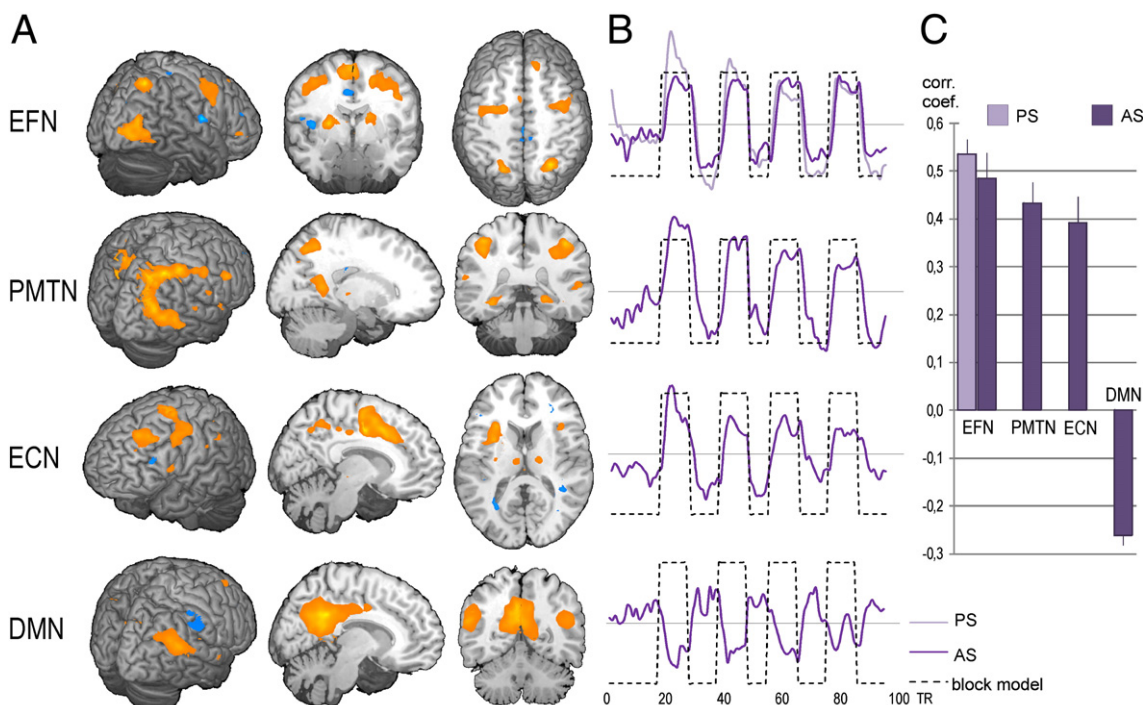 A
B
C
EFN
PMTN
ECN
DMN
corr.
coef.
PS
AS
0,6
0,5
0,4
0,3
0,2
0,1
0,0
-0,1
-0,2
-0,3
EFN
PMTN
ECN
DMN
PS
AS
block model
0
20
40
60
80
100
TR